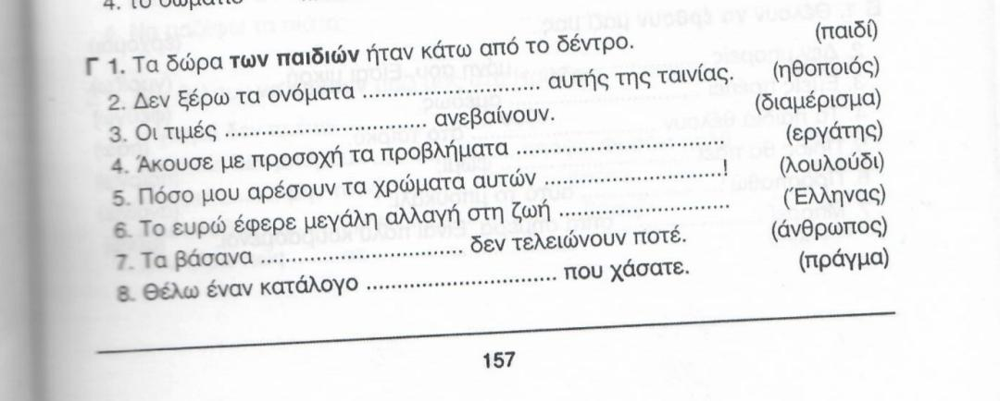 4. Το σωματιο
Γ 1. Τα δώρα των παιδιών ήταν κάτω από το δέντρο. (παιδί)
2. Δεν ξέρω τα ονόματα .............................. αυτής της ταινίας. (ηθοποιός)
3. Οι τιμές .................................. ανεβαίνουν. (διαμέρισμα)
4. Άκουσε με προσοχή τα προβλήματα ................................... (εργάτης)
5. Πόσο μου αρέσουν τα χρώματα αυτών ..............................! (λουλούδι)
6. Το ευρώ έφερε μεγάλη αλλαγή στη ζωή ............................ (Έλληνας)
7. Τα βάσανα .................................. δεν τελειώνουν ποτέ. (άνθρωπος)
8. Θέλω έναν κατάλογο ............................... που χάσατε. (πράγμα)
157